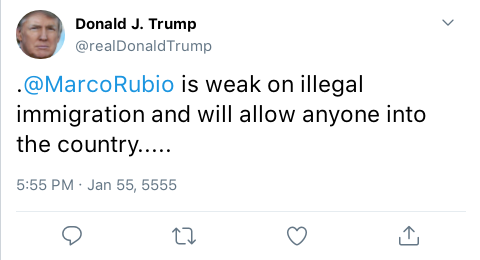 Donald J. Trump
@realDonaldTrump
.@MarcoRubio is weak on illegal
immigration and will allow anyone into
the country.....
5:55 PM · Jan 55, 5555